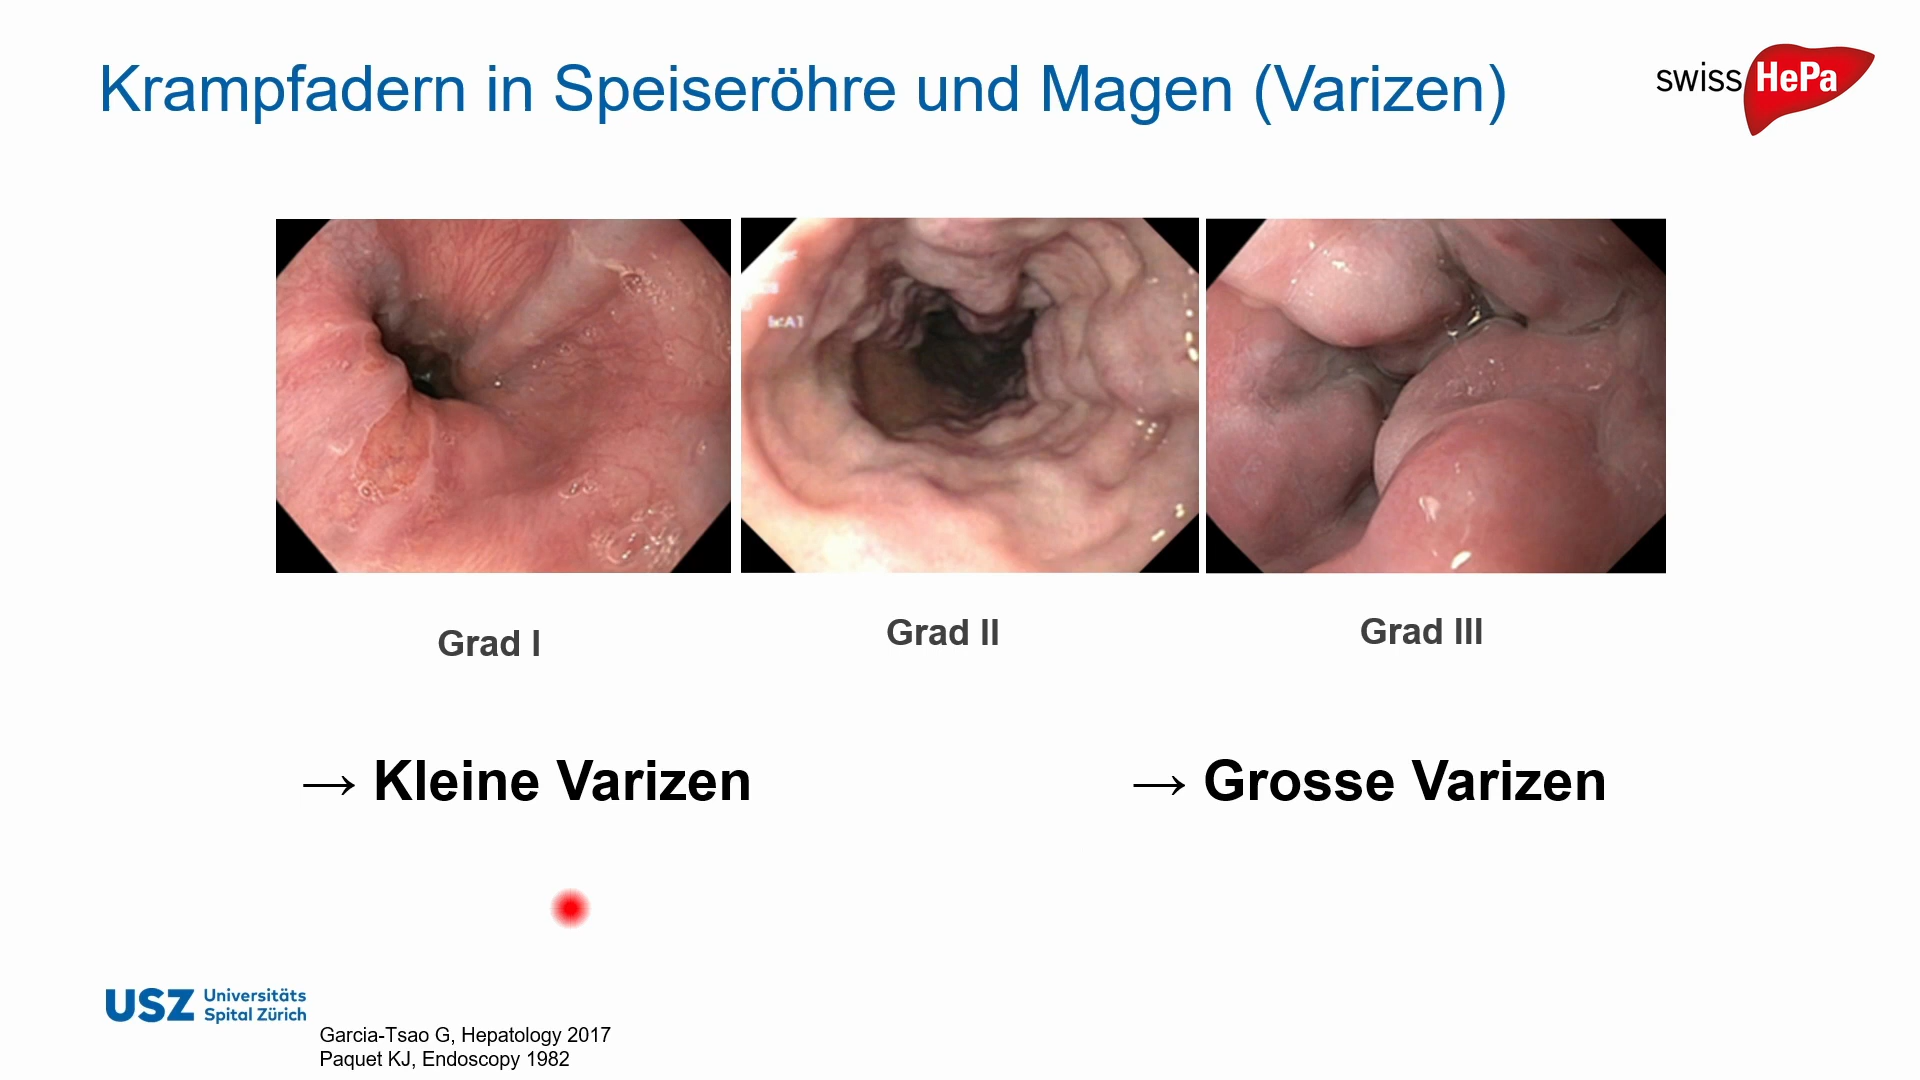 Krampfadern in Speiseröhre und Magen (Varizen)
swiss HePa
Grad I
Grad II
Grad III
→ Kleine Varizen
→ Grosse Varizen
USZ Universitäts
Spital Zürich
Garcia-Tsao G, Hepatology 2017
Paquet KJ, Endoscopy 1982